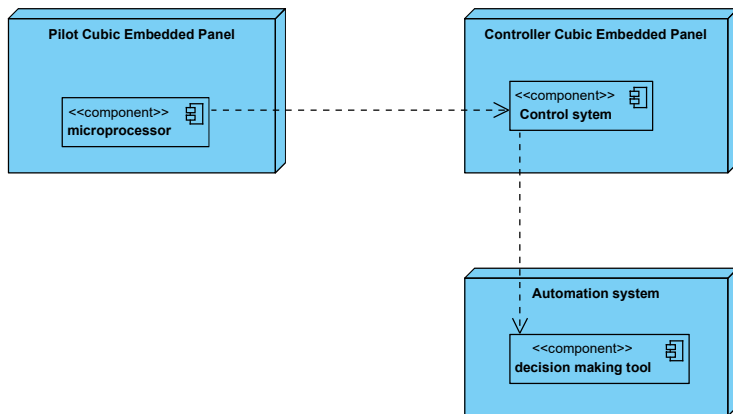 Pilot Cubic Embedded Panel
<<component>>
microprocessor
Controller Cubic Embedded Panel
<<component>>
Control sytem
Automation system
<<component>>
decision making tool